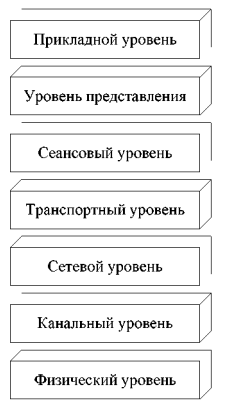 Прикладной уровень
Уровень представления
Сеансовый уровень
Транспортный уровень
Сетевой уровень
Канальный уровень
Физический уровень